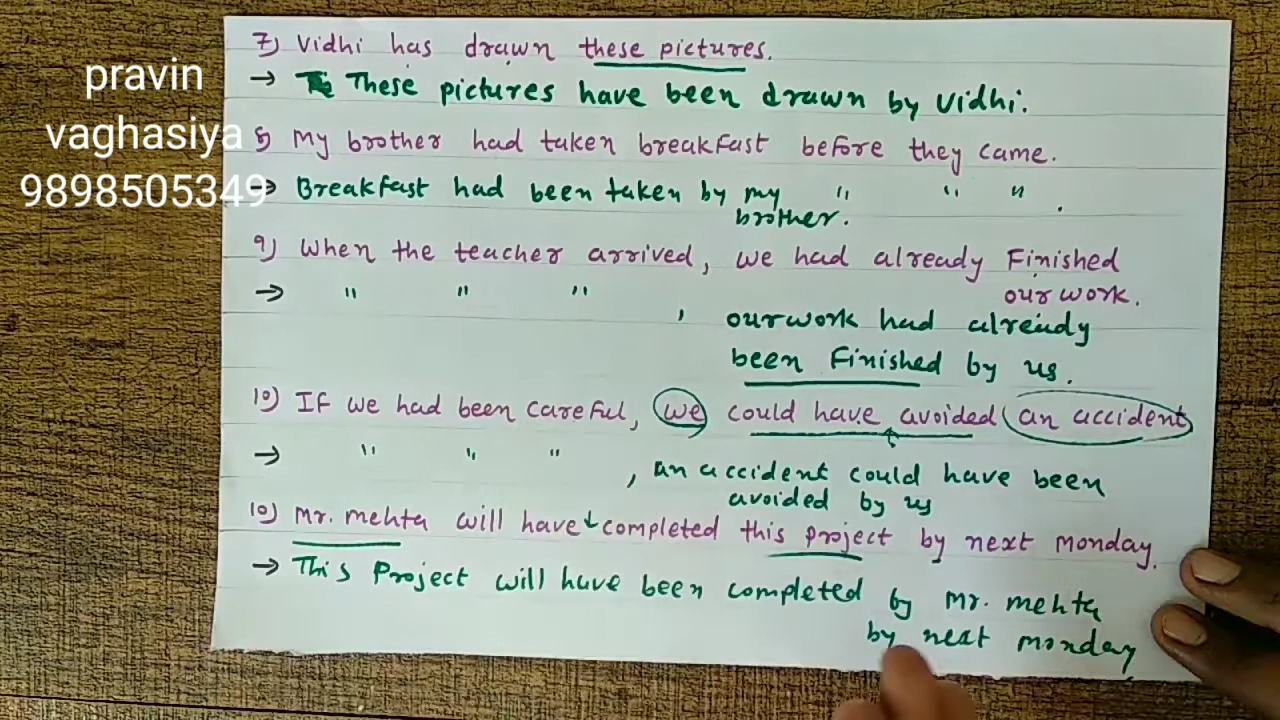 pravin
vaghasiya
9898505349
7) Vidhi has drawn these pictures.
→ These pictures have been drawn by Vidhi.
8) My brother had taken breakfast before they came.
→ Breakfast had been taken by my " " " .
brother.
9) When the teacher arrived, we had already Finished
our work.
→ " " "
, our work had already
been Finished by us.
10) If we had been careful, we could have avoided an accident
→ " " " , an accident could have been
avoided by us
10) Mr. mehta will have completed this project by next monday.
→ This Project will have been completed by Mr. mehta
by next monday